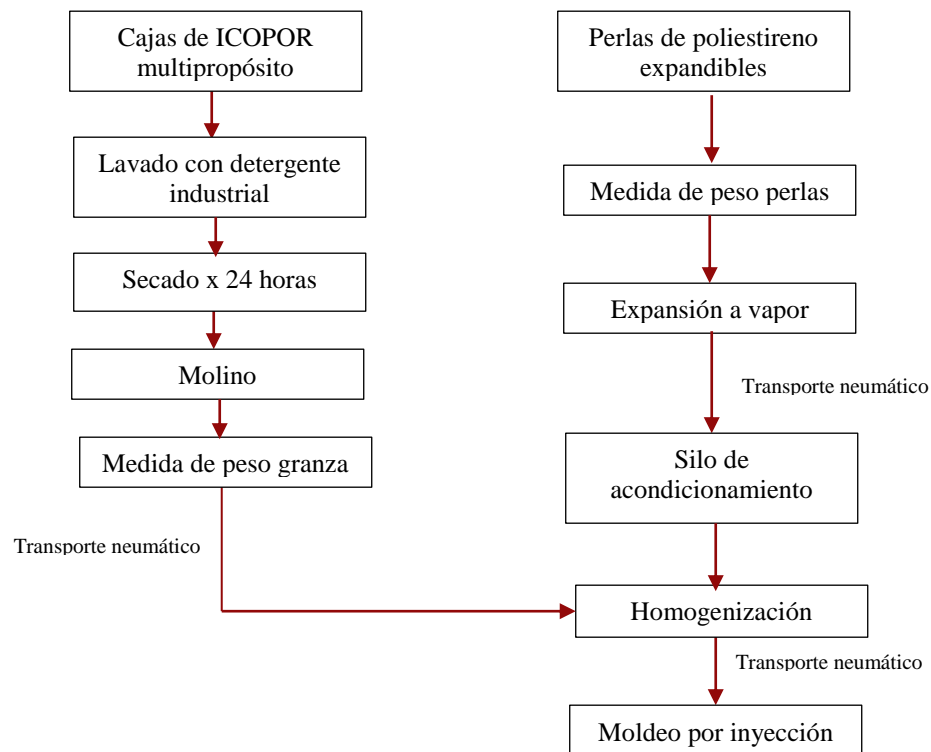 Cajas de ICOPOR
multipropósito
Lavado con detergente
industrial
Secado x 24 horas
Molino
Medida de peso granza
Transporte neumático
Perlas de poliestireno
expandibles
Medida de peso perlas
Expansión a vapor
Transporte neumático
Silo de
acondicionamiento
Homogenización
Transporte neumático
Moldeo por inyección